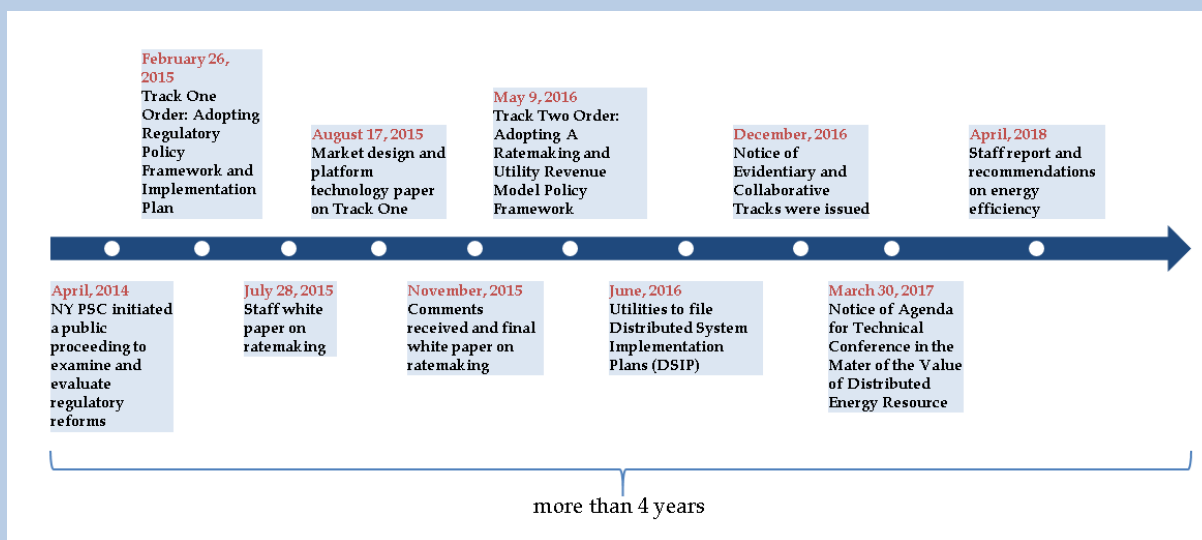 February 26,
2015
Track One
Order: Adopting
Regulatory
Policy
Framework and
Implementation
Plan
August 17, 2015
Market design and
platform
technology paper
on Track One
May 9, 2016
Track Two Order:
Adopting A
Ratemaking and
Utility Revenue
Model Policy
Framework
December, 2016
Notice of
Evidentiary and
Collaborative
Tracks were issued
April, 2018
Staff report and
recommendations
on energy
efficiency
April, 2014
NY PSC initiated
a public
proceeding to
examine and
evaluate
regulatory
reforms
July 28, 2015
Staff white
paper on
ratemaking
November, 2015
Comments
received and final
white paper on
ratemaking
June, 2016
Utilities to file
Distributed System
Implementation
Plans (DSIP)
March 30, 2017
Notice of Agenda
for Technical
Conference in the
Mater of the Value
of Distributed
Energy Resource
more than 4 years